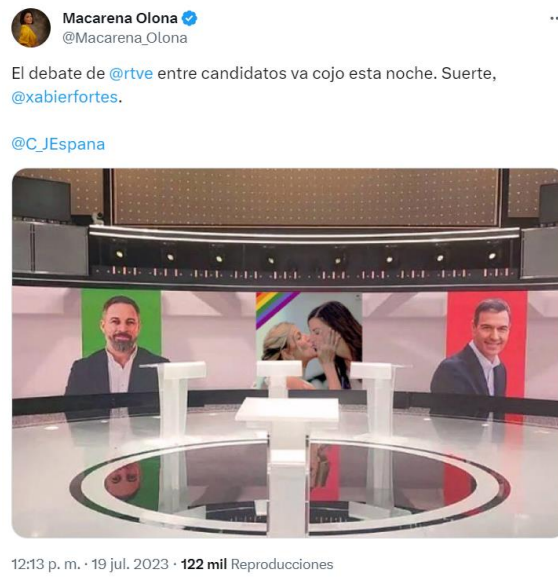 Macarena Olona
@Macarena_Olona
El debate de @rtve entre candidatos va cojo esta noche. Suerte,
@xabierfortes.
@C_JEspana
12:13 p. m. · 19 jul. 2023 · 122 mil Reproducciones